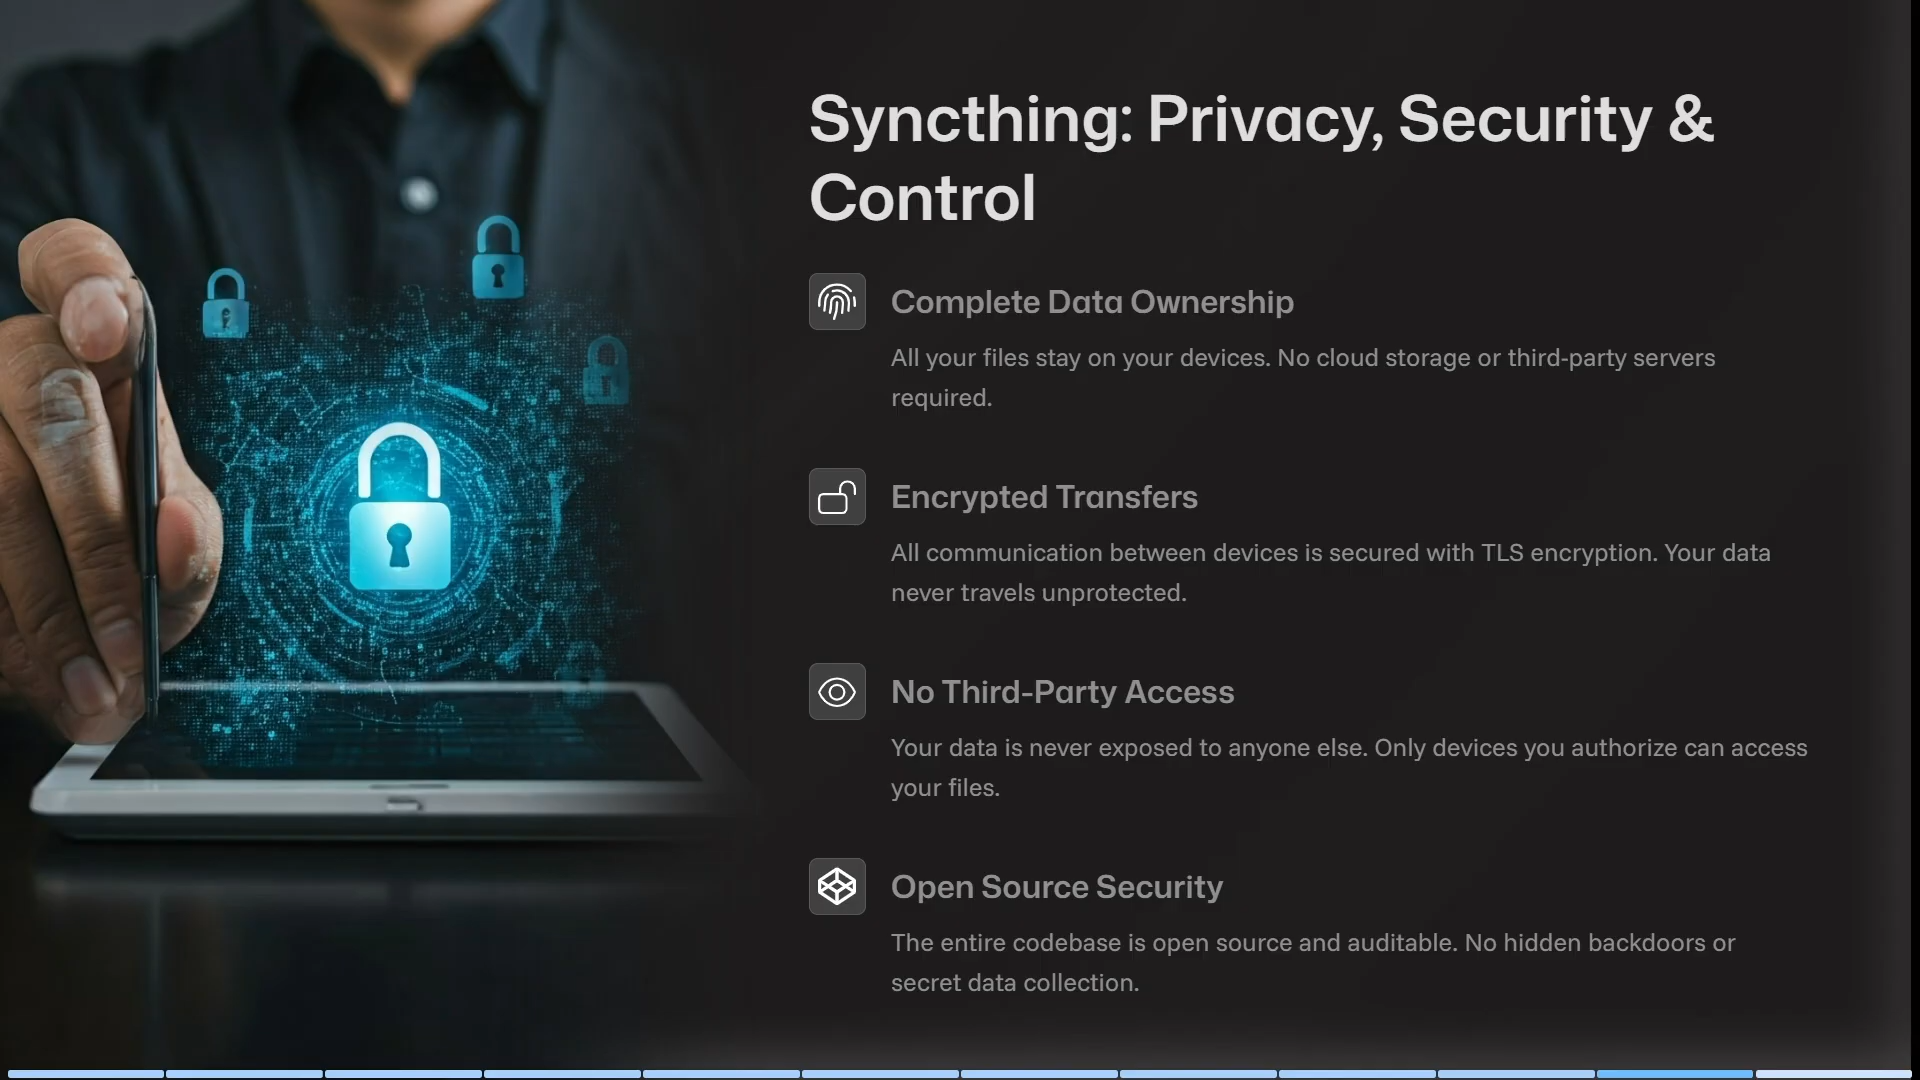 Syncthing: Privacy, Security &
Control
Complete Data Ownership
All your files stay on your devices. No cloud storage or third-party servers
required.
Encrypted Transfers
All communication between devices is secured with TLS encryption. Your data
never travels unprotected.
No Third-Party Access
Your data is never exposed to anyone else. Only devices you authorize can access
your files.
Open Source Security
The entire codebase is open source and auditable. No hidden backdoors or
secret data collection.